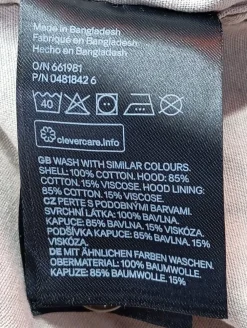 Made in Bangladesh
Fabriqué en Bangladesh
Hecho en Bangladesh
O/N 661981
P/N 0481842 6
40
clevercare.info
GB WASH WITH SIMILAR COLOURS.
SHELL: 100% COTTON. HOOD: 85%
COTTON. 15% VISCOSE. HOOD LINING:
85% COTTON. 15% VISCOSE.
CZ PERTE S PODOBNÝMI BARVAMI.
SVRCHNÍ LÁTKA: 100% BAVLNA.
KAPUCE: 85% BAVLNA. 15% VISKÓZA.
PODŠÍVKA KAPUCE: 85% BAVLNA. 15%
VISKÓZA.
DE MIT ÄHNLICHEN FARBEN WASCHEN.
OBERMATERIAL: 100% BAUMWOLLE.
KAPUZE: 85% BAUMWOLLE. 15%